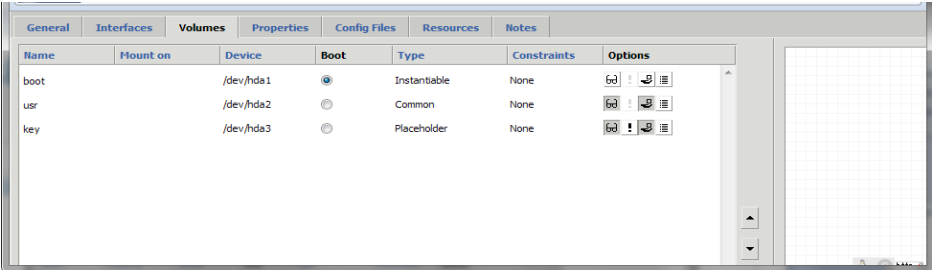 General Interfaces Volumes Properties Config Files Resources Notes
Name Mount on Device Boot Type Constraints Options
boot /dev/hda1 Instantiable None
usr /dev/hda2 Common None
key /dev/hda3 Placeholder None